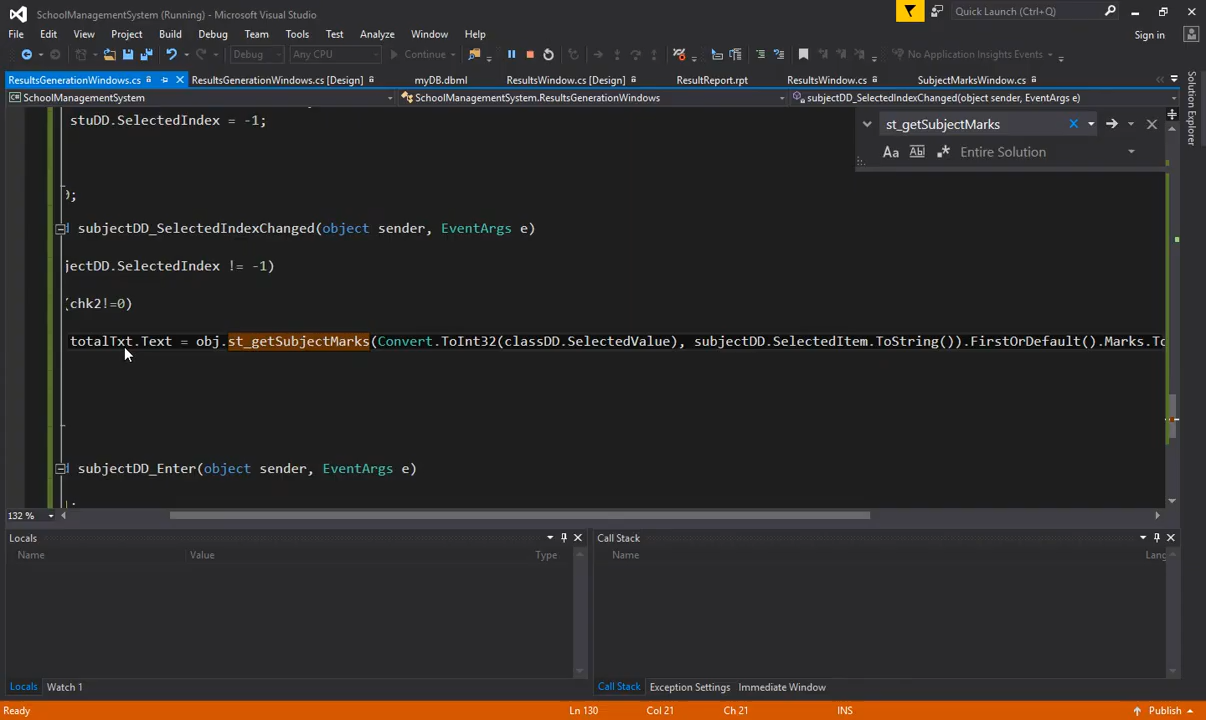 SchoolManagementSystem (Running) - Microsoft Visual Studio
Quick Launch (Ctrl+Q)
File Edit View Project Build Debug Team Tools Test Analyze Window Help
Sign in
Debug Any CPU Continue No Application Insights Events
ResultsGenerationWindows.cs ResultsGenerationWindow.cs [Design] myDB.dbml ResultsWindow.cs [Design] ResultReport.rpt ResultsWindow.cs SubjectMarksWindow.cs
SchoolManagementSystem SchoolManagementSystem.ResultsGenerationWindows subjectDD_SelectedIndexChanged(object sender, EventArgs e)
Solution Explorer
stuDD.SelectedIndex = -1;
st_getSubjectMarks
Aa Ab Entire Solution
;
subjectDD_SelectedIndexChanged(object sender, EventArgs e)
jectDD.SelectedIndex != -1)
(chk2!=0)
totalTxt.Text = obj.st_getSubjectMarks(Convert.ToInt32(classDD.SelectedValue), subjectDD.SelectedItem.ToString()).FirstOrDefault().Marks.To
subjectDD_Enter(object sender, EventArgs e)
132 %
Locals Call Stack
Name Value Type Name Lang
Locals Watch 1 Call Stack Exception Settings Immediate Window
Ready Ln 130 Col 21 Ch 21 INS Publish